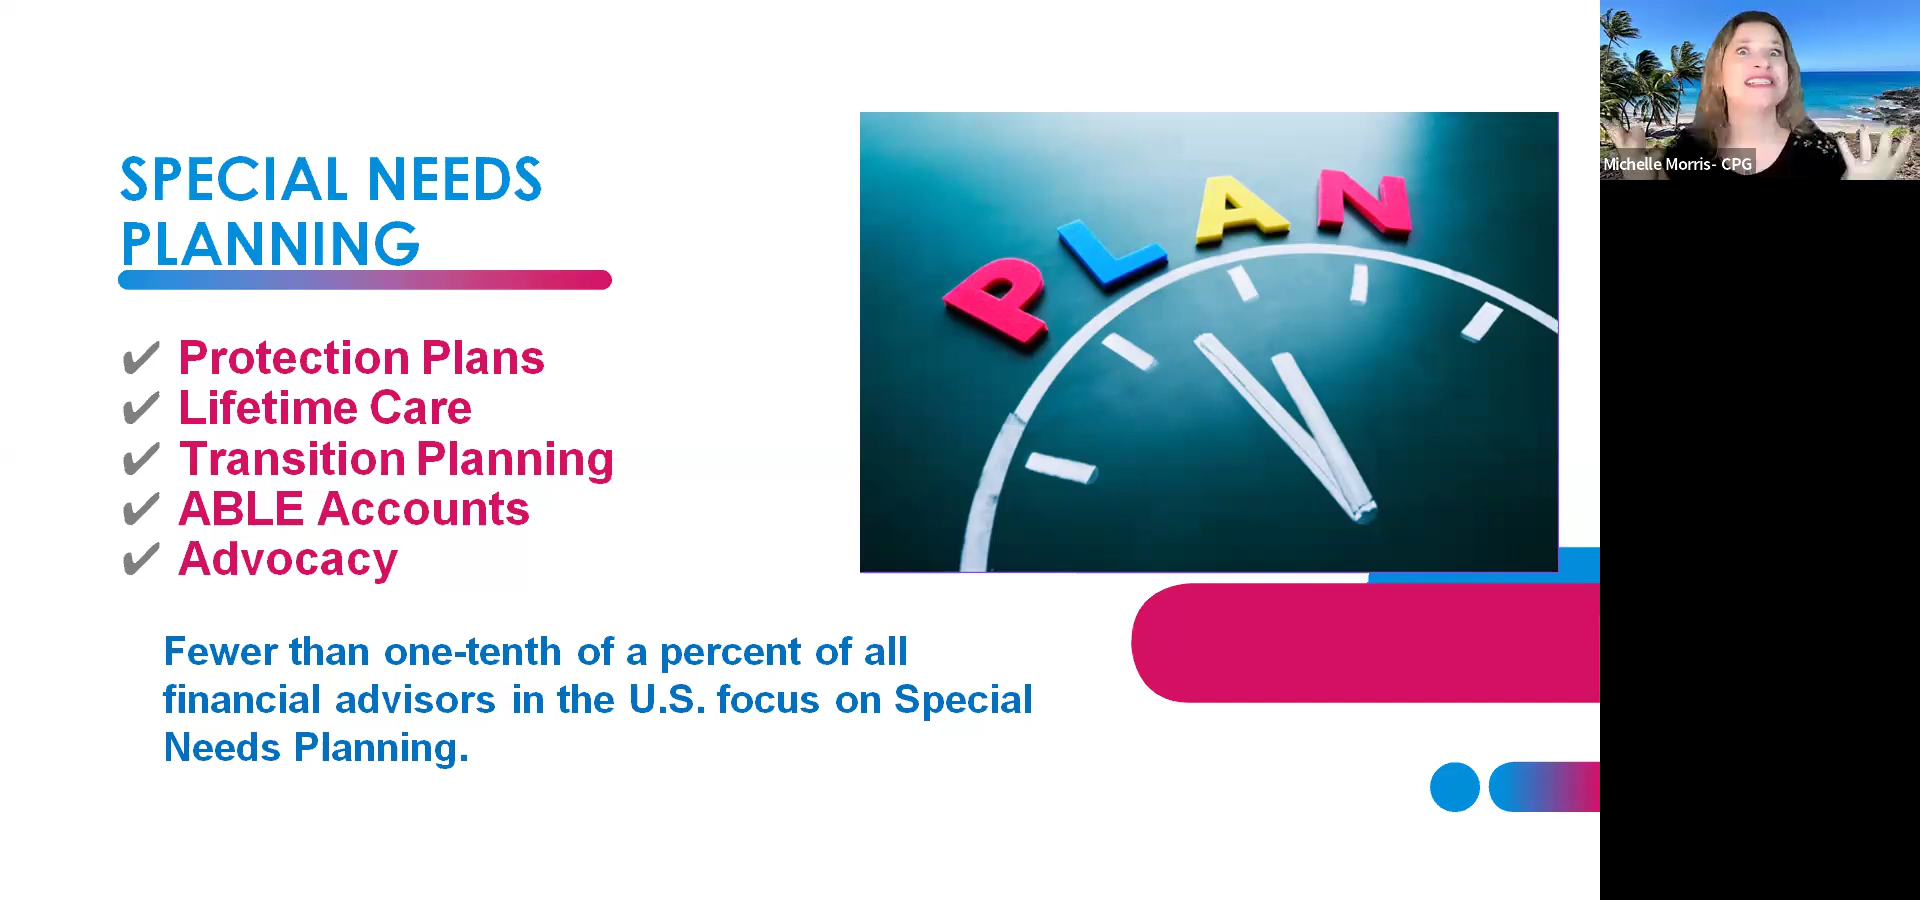 SPECIAL NEEDS
PLANNING
✔ Protection Plans
✔ Lifetime Care
✔ Transition Planning
✔ ABLE Accounts
✔ Advocacy
Fewer than one-tenth of a percent of all
financial advisors in the U.S. focus on Special
Needs Planning.
PLAN
Michelle Morris- CPG